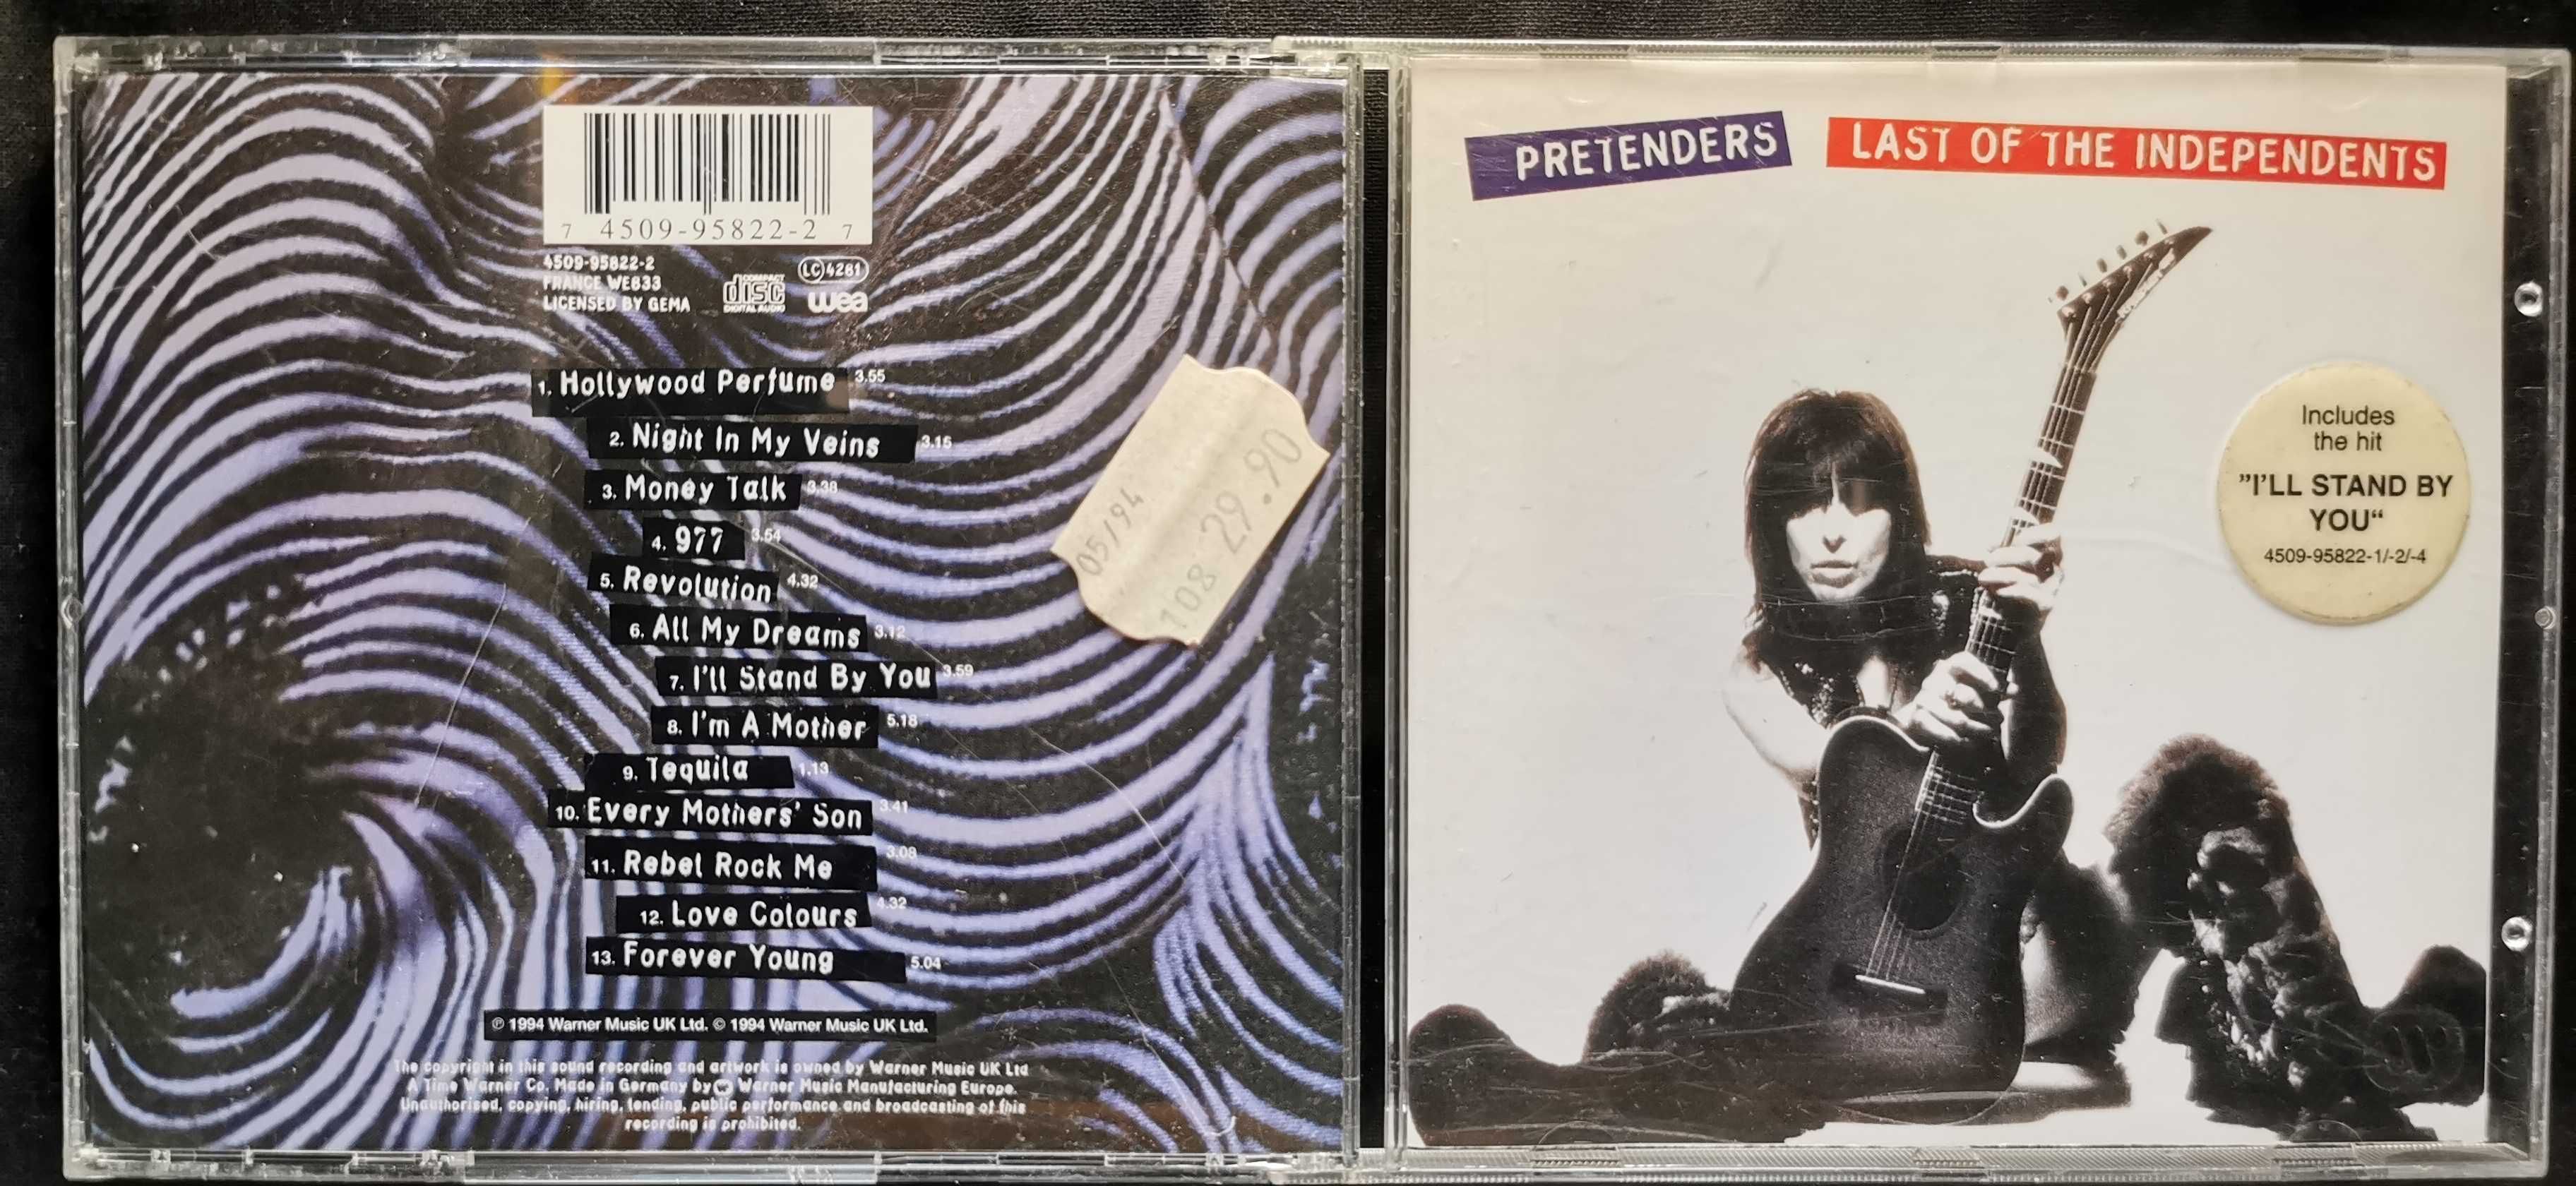 7 4509-95822-2 7
4509-95822-2
FRANCE WE833
LICENSED BY GEMA
COMPACT
disc
DIGITAL AUDIO
LC 4281
wea
1. Hollywood Perfume 3.55
2. Night In My Veins 3.15
3. Money Talk 3.38
4. 977 3.54
5. Revolution 4.32
6. All My Dreams 3.12
7. I'll Stand By You 3.59
8. I'm A Mother 5.18
9. Tequila 1.13
10. Every Mothers' Son 3.41
11. Rebel Rock Me 3.08
12. Love Colours 4.32
13. Forever Young 5.04
℗ 1994 Warner Music UK Ltd. © 1994 Warner Music UK Ltd.
The copyright in this sound recording and artwork is owned by Warner Music UK Ltd
A Time Warner Co. Made in Germany by Warner Music Manufacturing Europe.
Unauthorised, copying, hiring, lending, public performance and broadcasting of this
recording is prohibited.
05/94
108 29.90
PRETENDERS
LAST OF THE INDEPENDENTS
Includes
the hit
"I'LL STAND BY
YOU"
4509-95822-1/-2/-4